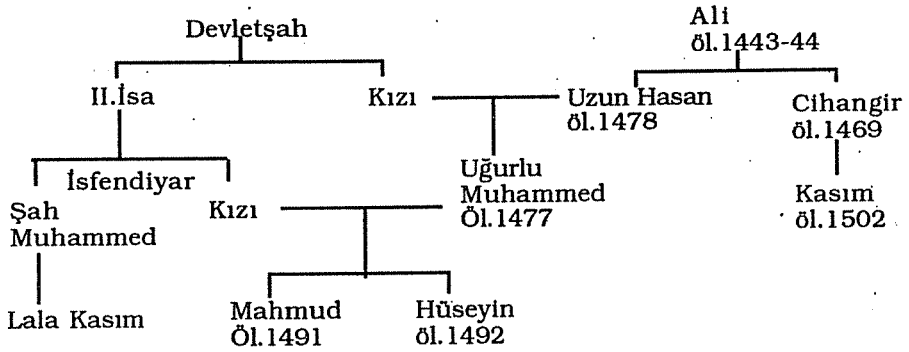 Devletşah
Ali
öl.1443-44
II.İsa
Kızı
Uzun Hasan
öl.1478
Cihangir
öl.1469
İsfendiyar
Şah
Muhammed
Kızı
Uğurlu
Muhammed
Öl.1477
Kasım
öl.1502
Lala Kasım
Mahmud
Öl.1491
Hüseyin
öl.1492